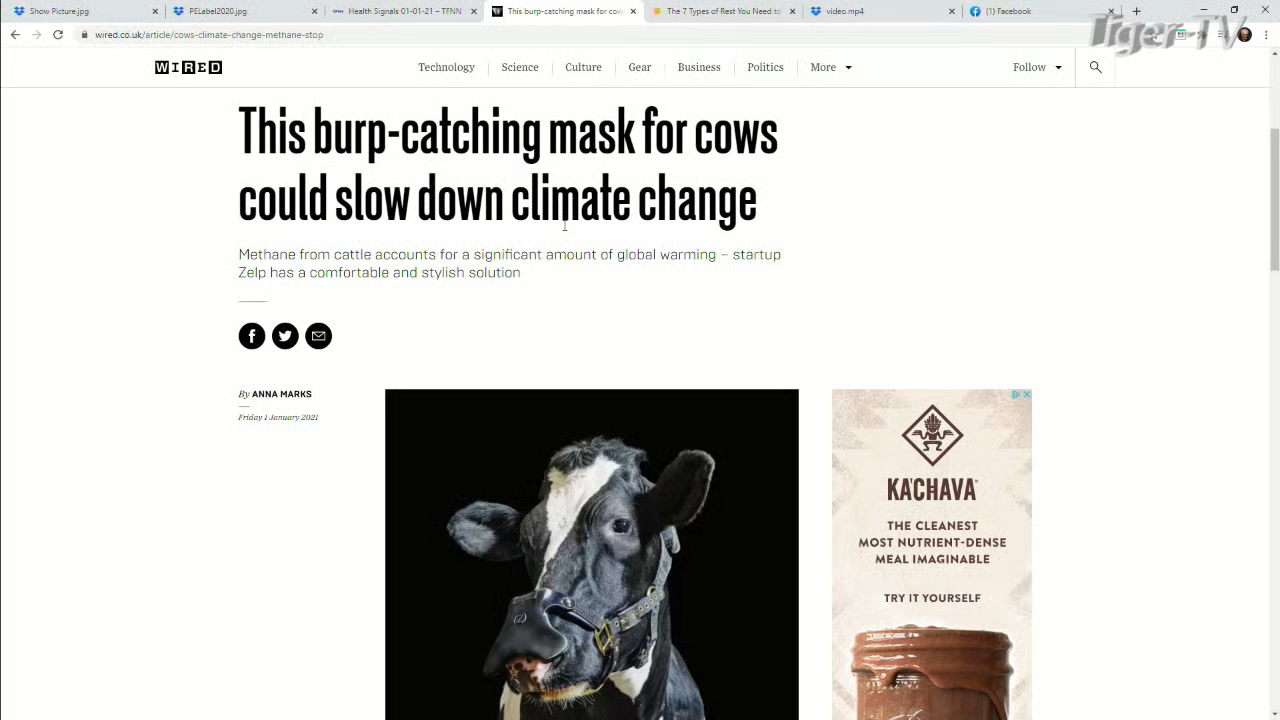 Show Picture.jpg
PELabel2020.jpg
Health Signals 01-01-21 - TFNN
This burp-catching mask for cows
The 7 Types of Rest You Need to
video.mp4
(1) Facebook
Tiger-TV
wired.co.uk/article/cows-climate-change-methane-stop
WIRED
Technology
Science
Culture
Gear
Business
Politics
More
Follow
This burp-catching mask for cows
could slow down climate change
Methane from cattle accounts for a significant amount of global warming – startup
Zelp has a comfortable and stylish solution
By ANNA MARKS
Friday 1 January 2021
KA'CHAVA
THE CLEANEST
MOST NUTRIENT-DENSE
MEAL IMAGINABLE
TRY IT YOURSELF